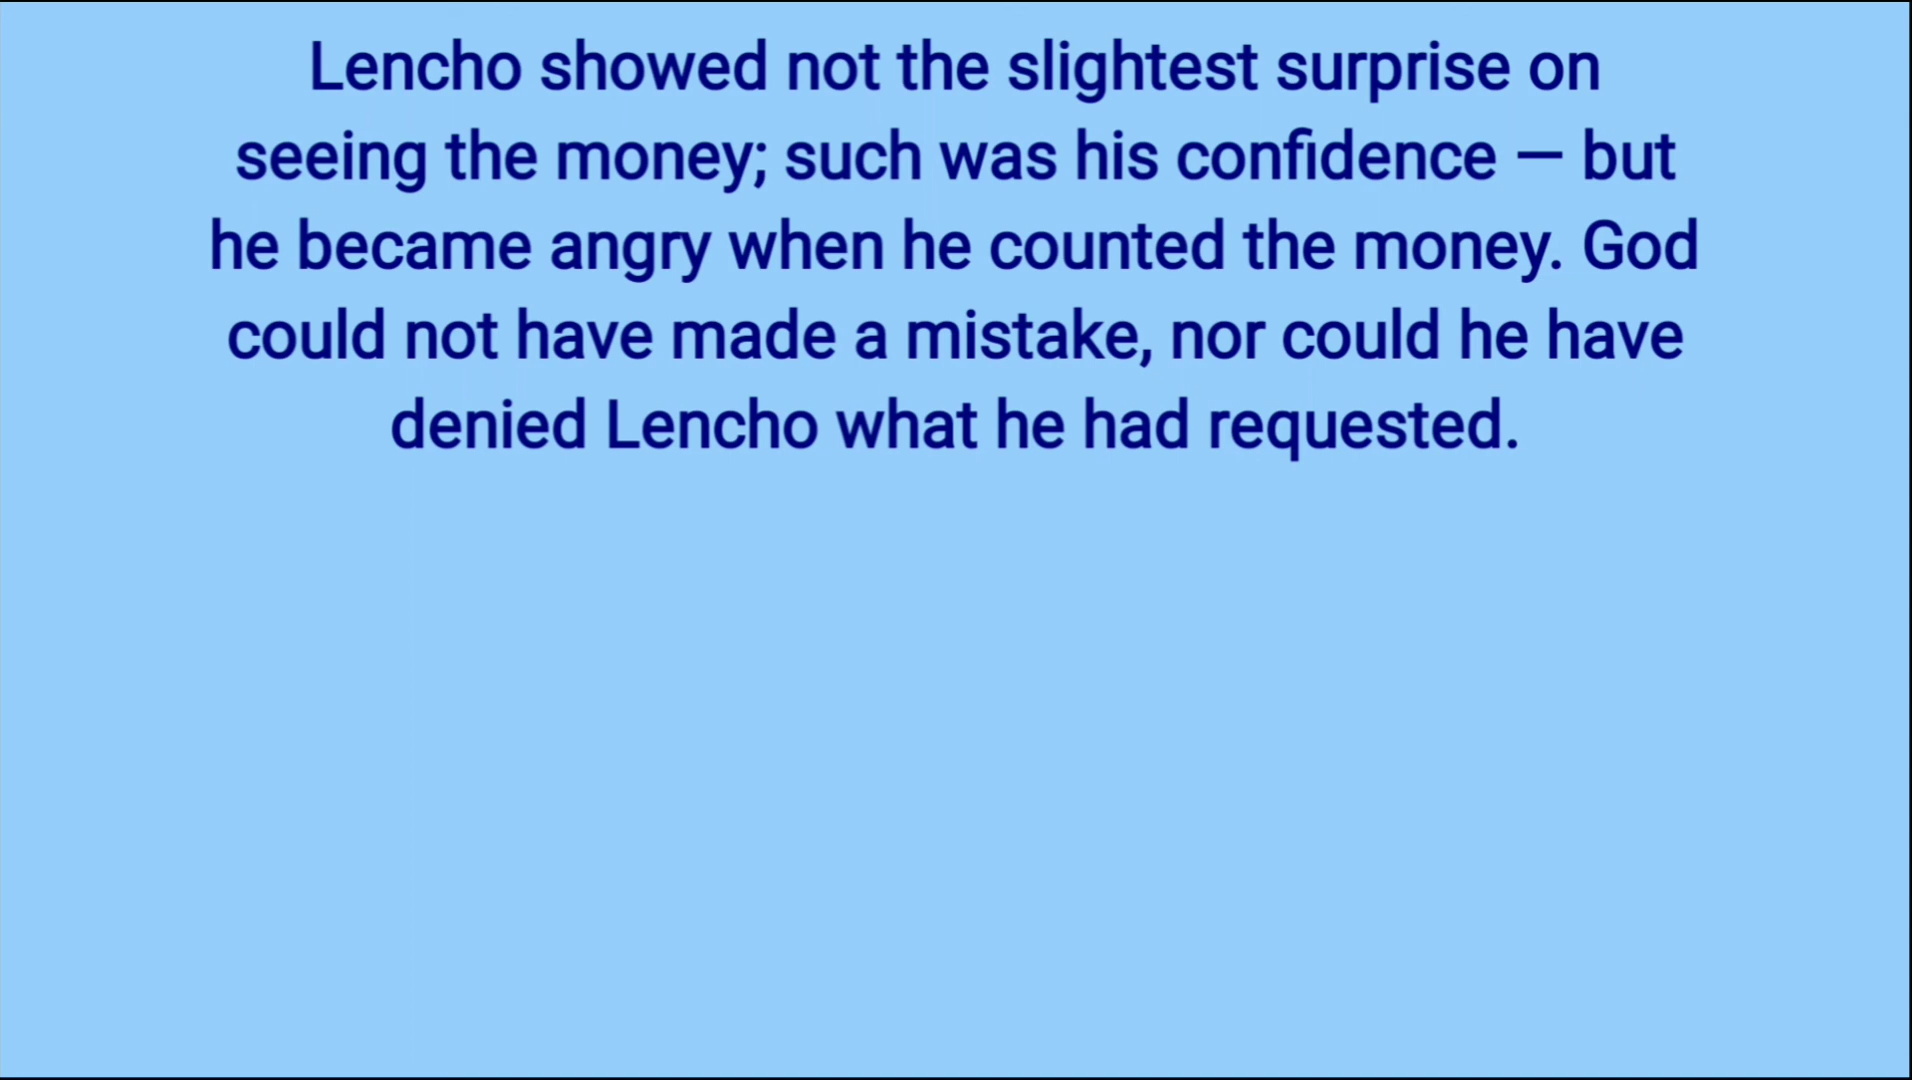 Lencho showed not the slightest surprise on
seeing the money; such was his confidence — but
he became angry when he counted the money. God
could not have made a mistake, nor could he have
denied Lencho what he had requested.